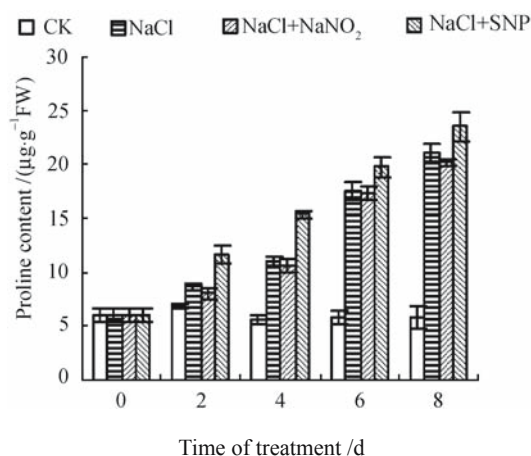 CK NaCl NaCl+NaNO₂ NaCl+SNP
Proline content /(μg·g⁻¹FW)
30
25
20
15
10
5
0
0 2 4 6 8
Time of treatment /d